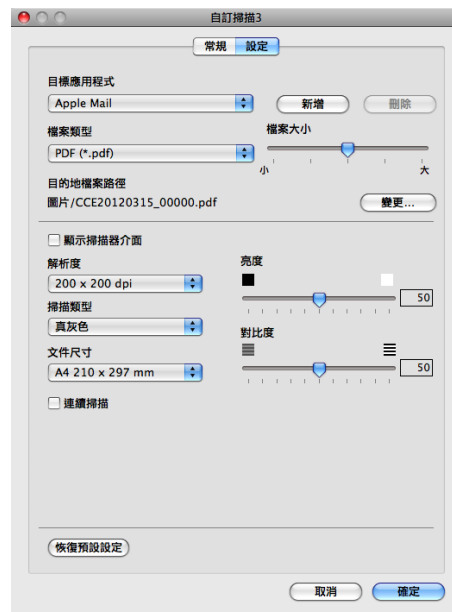 自訂掃描3
常規 設定
目標應用程式
Apple Mail 新增 刪除
檔案類型 檔案大小
PDF (*.pdf)
小 大
目的地檔案路徑
圖片/CCE20120315_00000.pdf 變更...
顯示掃描器介面
解析度 亮度
200 x 200 dpi
50
掃描類型
真灰色 對比度
文件尺寸
A4 210 x 297 mm 50
連續掃描
恢復預設設定
取消 確定